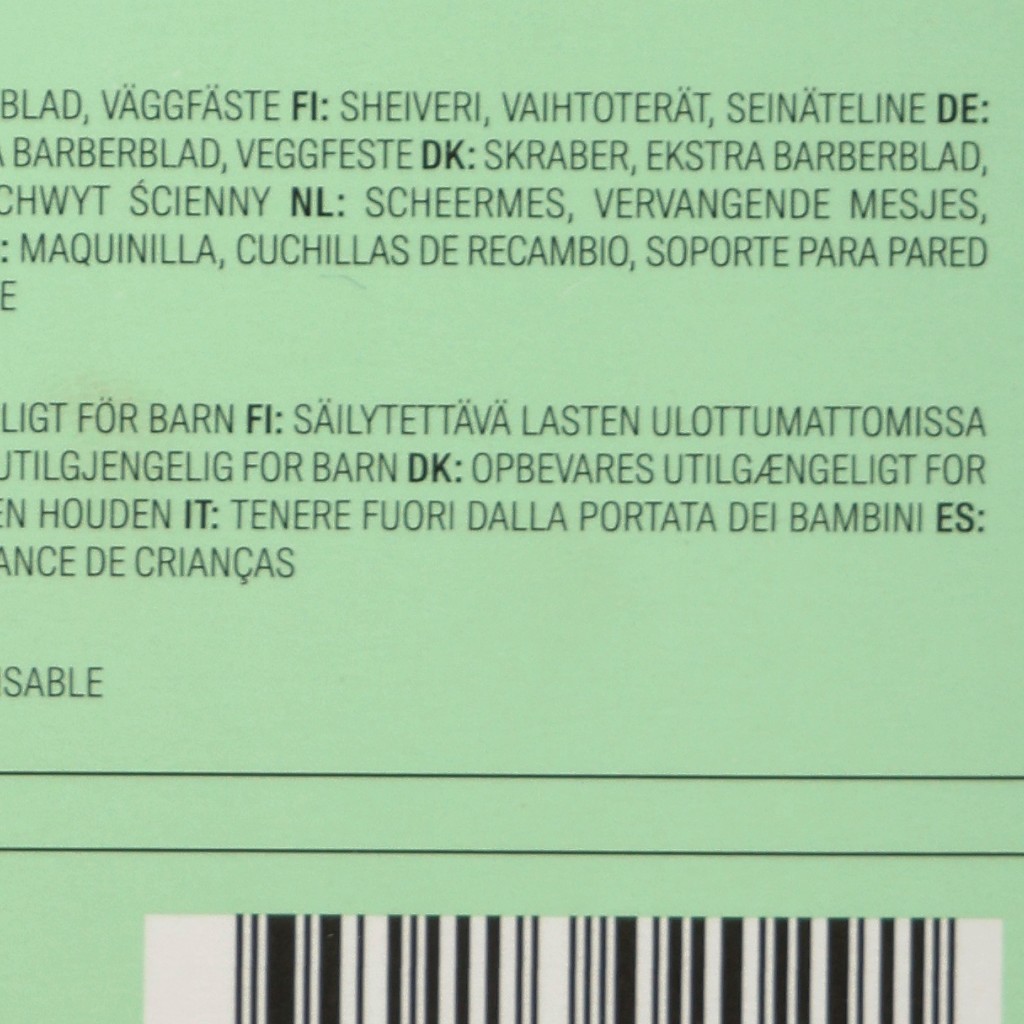 BLAD, VÄGGFÄSTE FI: SHEIVERI, VAIHTOTERÄT, SEINÄTELINE DE:
BARBERBLAD, VEGGFESTE DK: SKRABER, EKSTRA BARBERBLAD,
CHWYT ŚCIENNY NL: SCHEERMES, VERVANGENDE MESJES,
: MAQUINILLA, CUCHILLAS DE RECAMBIO, SOPORTE PARA PARED
E
LIGT FÖR BARN FI: SÄILYTETTÄVÄ LASTEN ULOTTUMATTOMISSA
UTILGJENGELIG FOR BARN DK: OPBEVARES UTILGÆNGELIGT FOR
EN HOUDEN IT: TENERE FUORI DALLA PORTATA DEI BAMBINI ES:
ANCE DE CRIANÇAS
SABLE